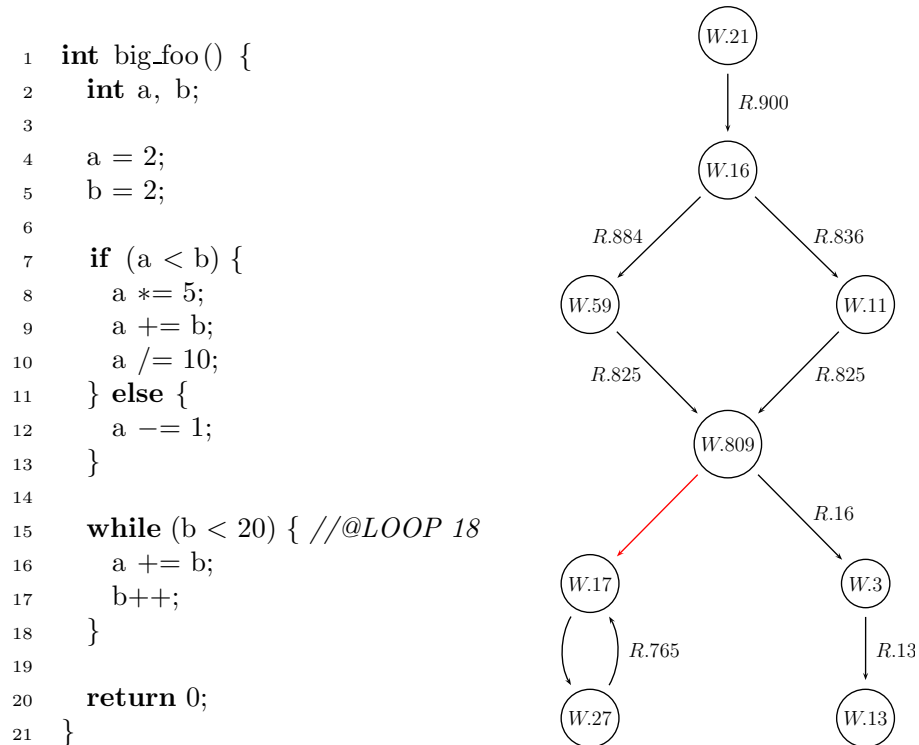 1 int big_foo() {
2 int a, b;
3
4 a = 2;
5 b = 2;
6
7 if (a < b) {
8 a *= 5;
9 a += b;
10 a /= 10;
11 } else {
12 a -= 1;
13 }
14
15 while (b < 20) { //@LOOP 18
16 a += b;
17 b++;
18 }
19
20 return 0;
21 }
W.21
R.900
W.16
R.884 R.836
W.59 W.11
R.825 R.825
W.809
R.16
W.17 W.3
R.765 R.13
W.27 W.13